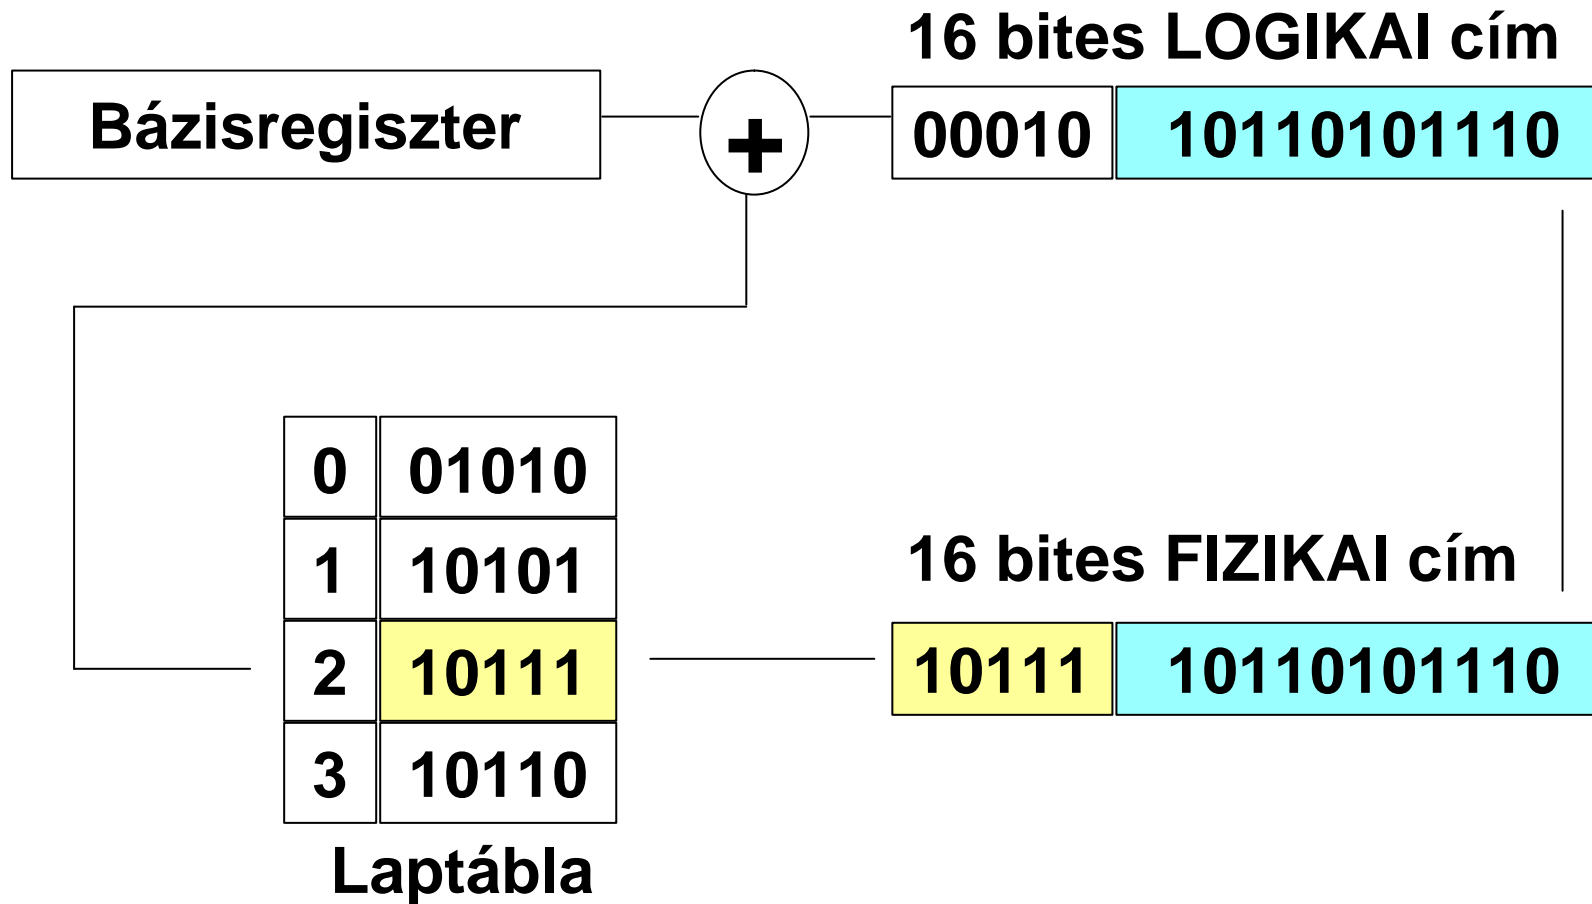 16 bites LOGIKAI cím
Bázisregiszter + 00010 10110101110
0 01010
1 10101
16 bites FIZIKAI cím
2 10111 10111 10110101110
3 10110
Laptábla